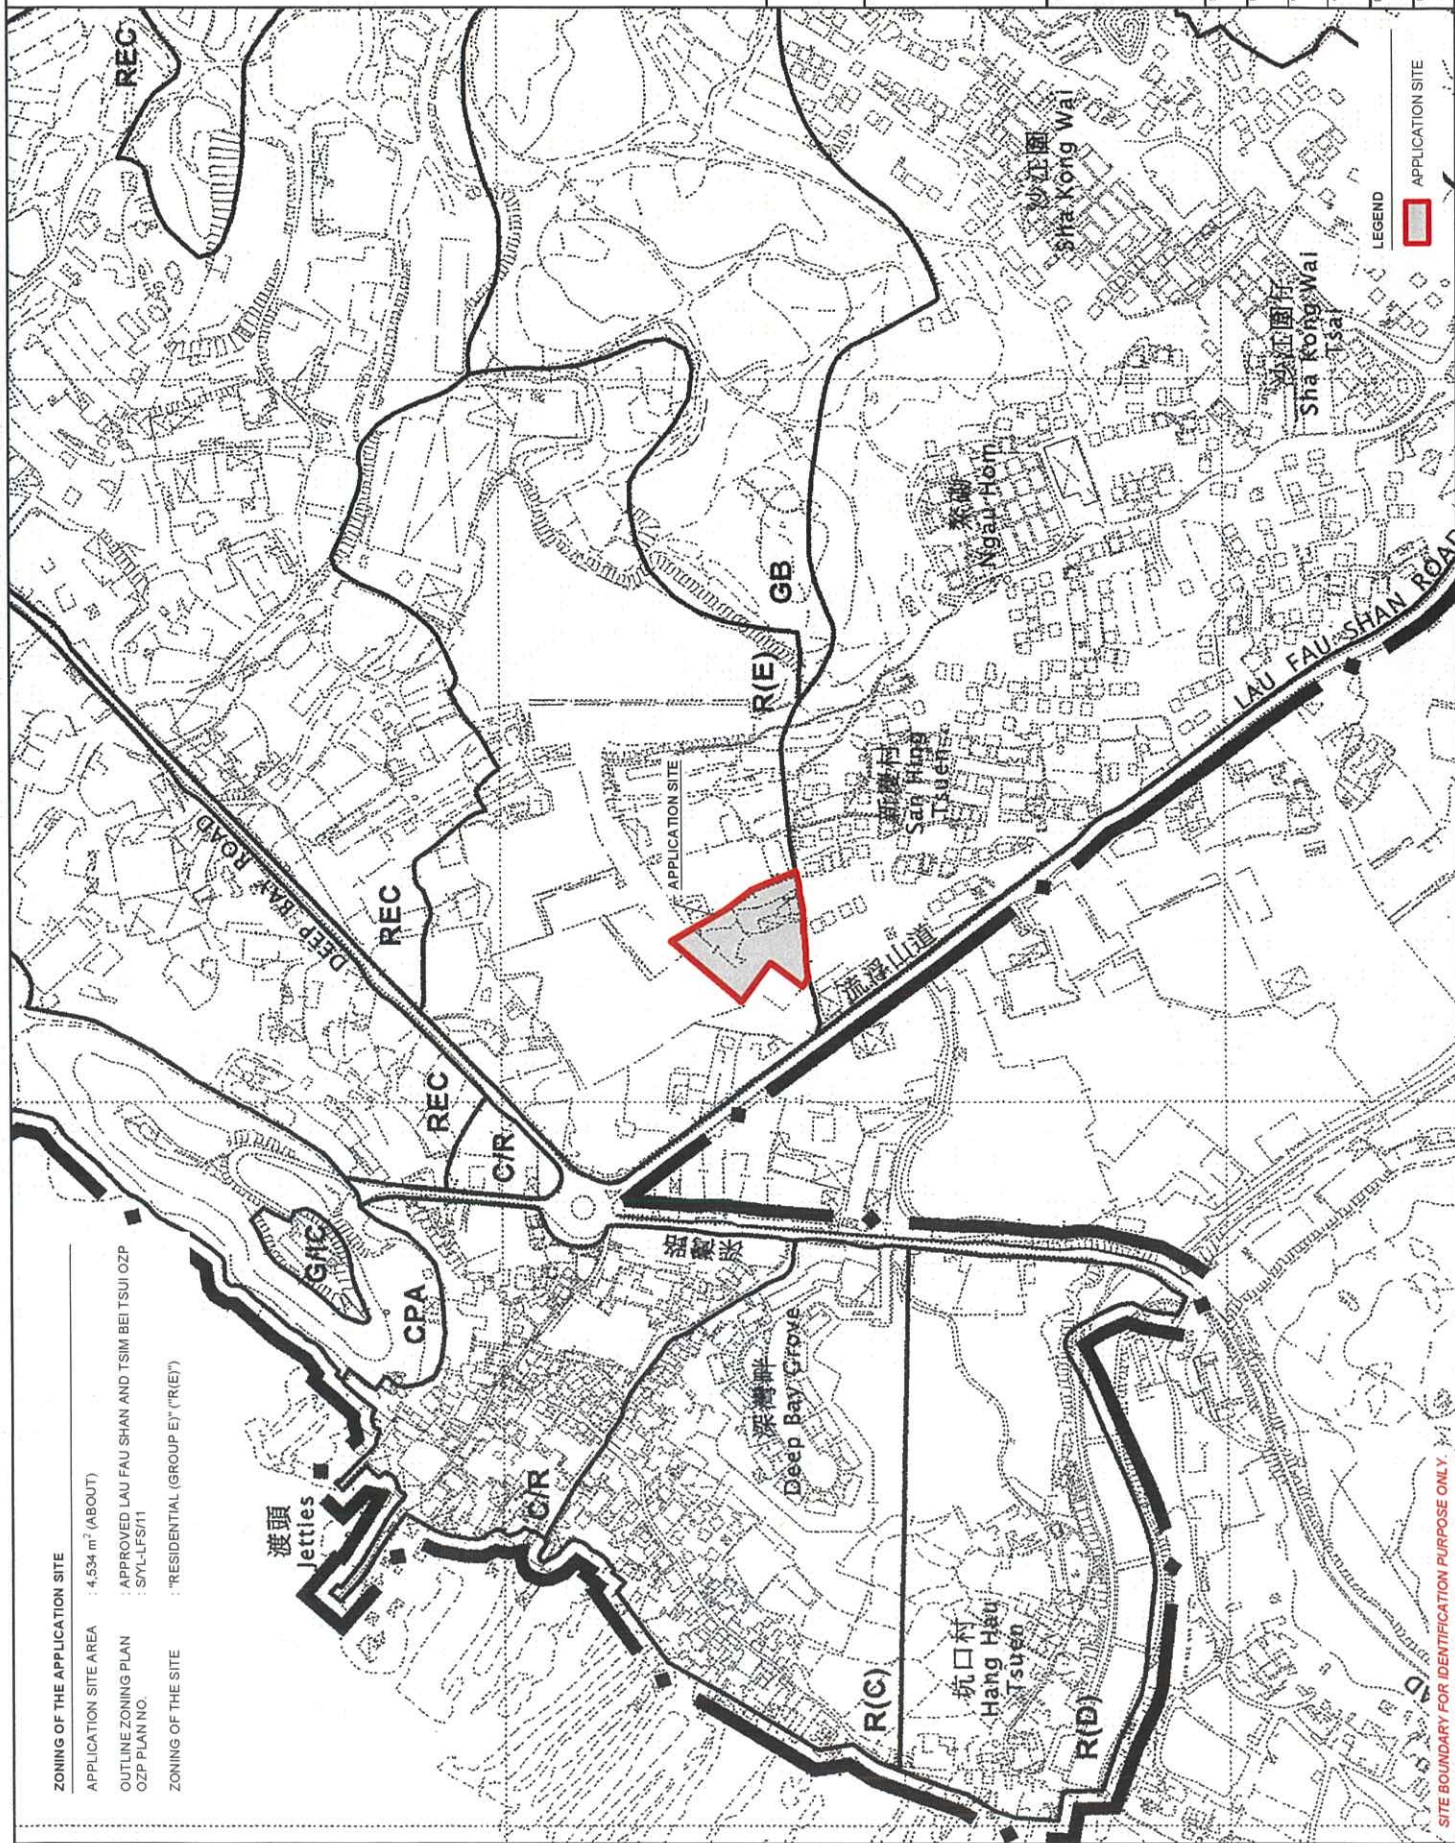 ZONING OF THE APPLICATION SITE
APPLICATION SITE AREA : 4,534 m² (ABOUT)
OUTLINE ZONING PLAN : APPROVED LAU FAU SHAN AND TSIM BEI TSUI OZP
OZP PLAN NO. : S/YL-LFS/11
ZONING OF THE SITE : "RESIDENTIAL (GROUP E)" ("R(E)")
REC
DEEP BAY ROAD
REC
REC
C/R
G/IC
CPA
渡頭
Jetties
C/R
APPLICATION SITE
R(E)
GB
流浮山道
LAU FAU SHAN ROAD
新慶村
San Hing
Tsuen
Ngau Hom
沙江圍
Sha Kong Wai
沙江圍仔
Sha Kong Wai
Tsai
深灣畔
Deep Bay Grove
R(C)
坑口村
Hang Hau
Tsuen
R(D)
AD
LEGEND
APPLICATION SITE
SITE BOUNDARY FOR IDENTIFICATION PURPOSE ONLY.